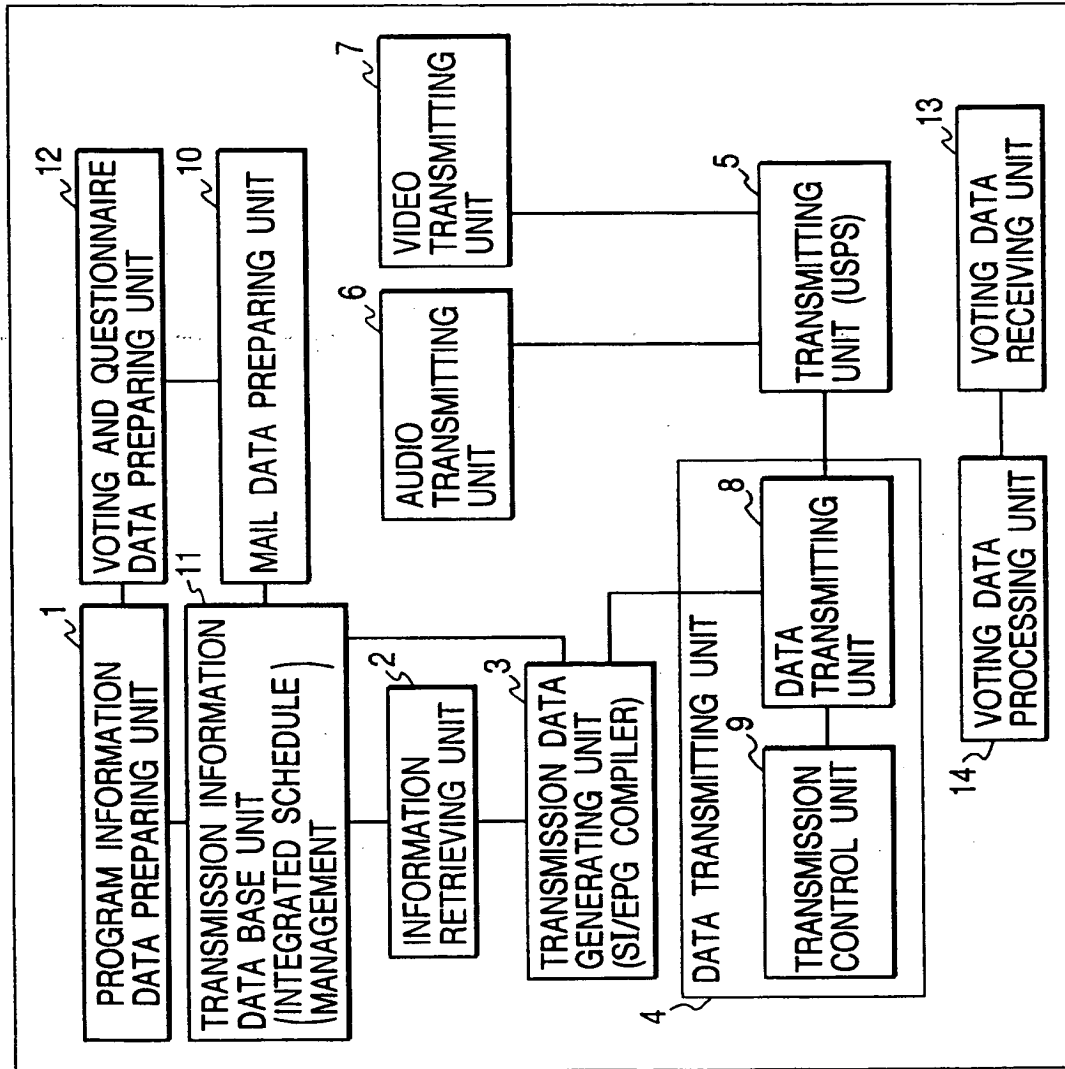 1
PROGRAM INFORMATION
DATA PREPARING UNIT
12
VOTING AND QUESTIONNAIRE
DATA PREPARING UNIT
11
TRANSMISSION INFORMATION
DATA BASE UNIT
(INTEGRATED SCHEDULE)
(MANAGEMENT )
10
MAIL DATA PREPARING UNIT
2
INFORMATION
RETRIEVING UNIT
6
AUDIO
TRANSMITTING
UNIT
7
VIDEO
TRANSMITTING
UNIT
3
TRANSMISSION DATA
GENERATING UNIT
(SI/EPG COMPILER)
4
DATA TRANSITING UNIT
9
TRANSMISSION
CONTROL UNIT
8
DATA
TRANSMITTING
UNIT
5
TRANSMITTING
UNIT (USPS)
14
VOTING DATA
PROCESSING UNIT
13
VOTING DATA
RECEIVING UNIT